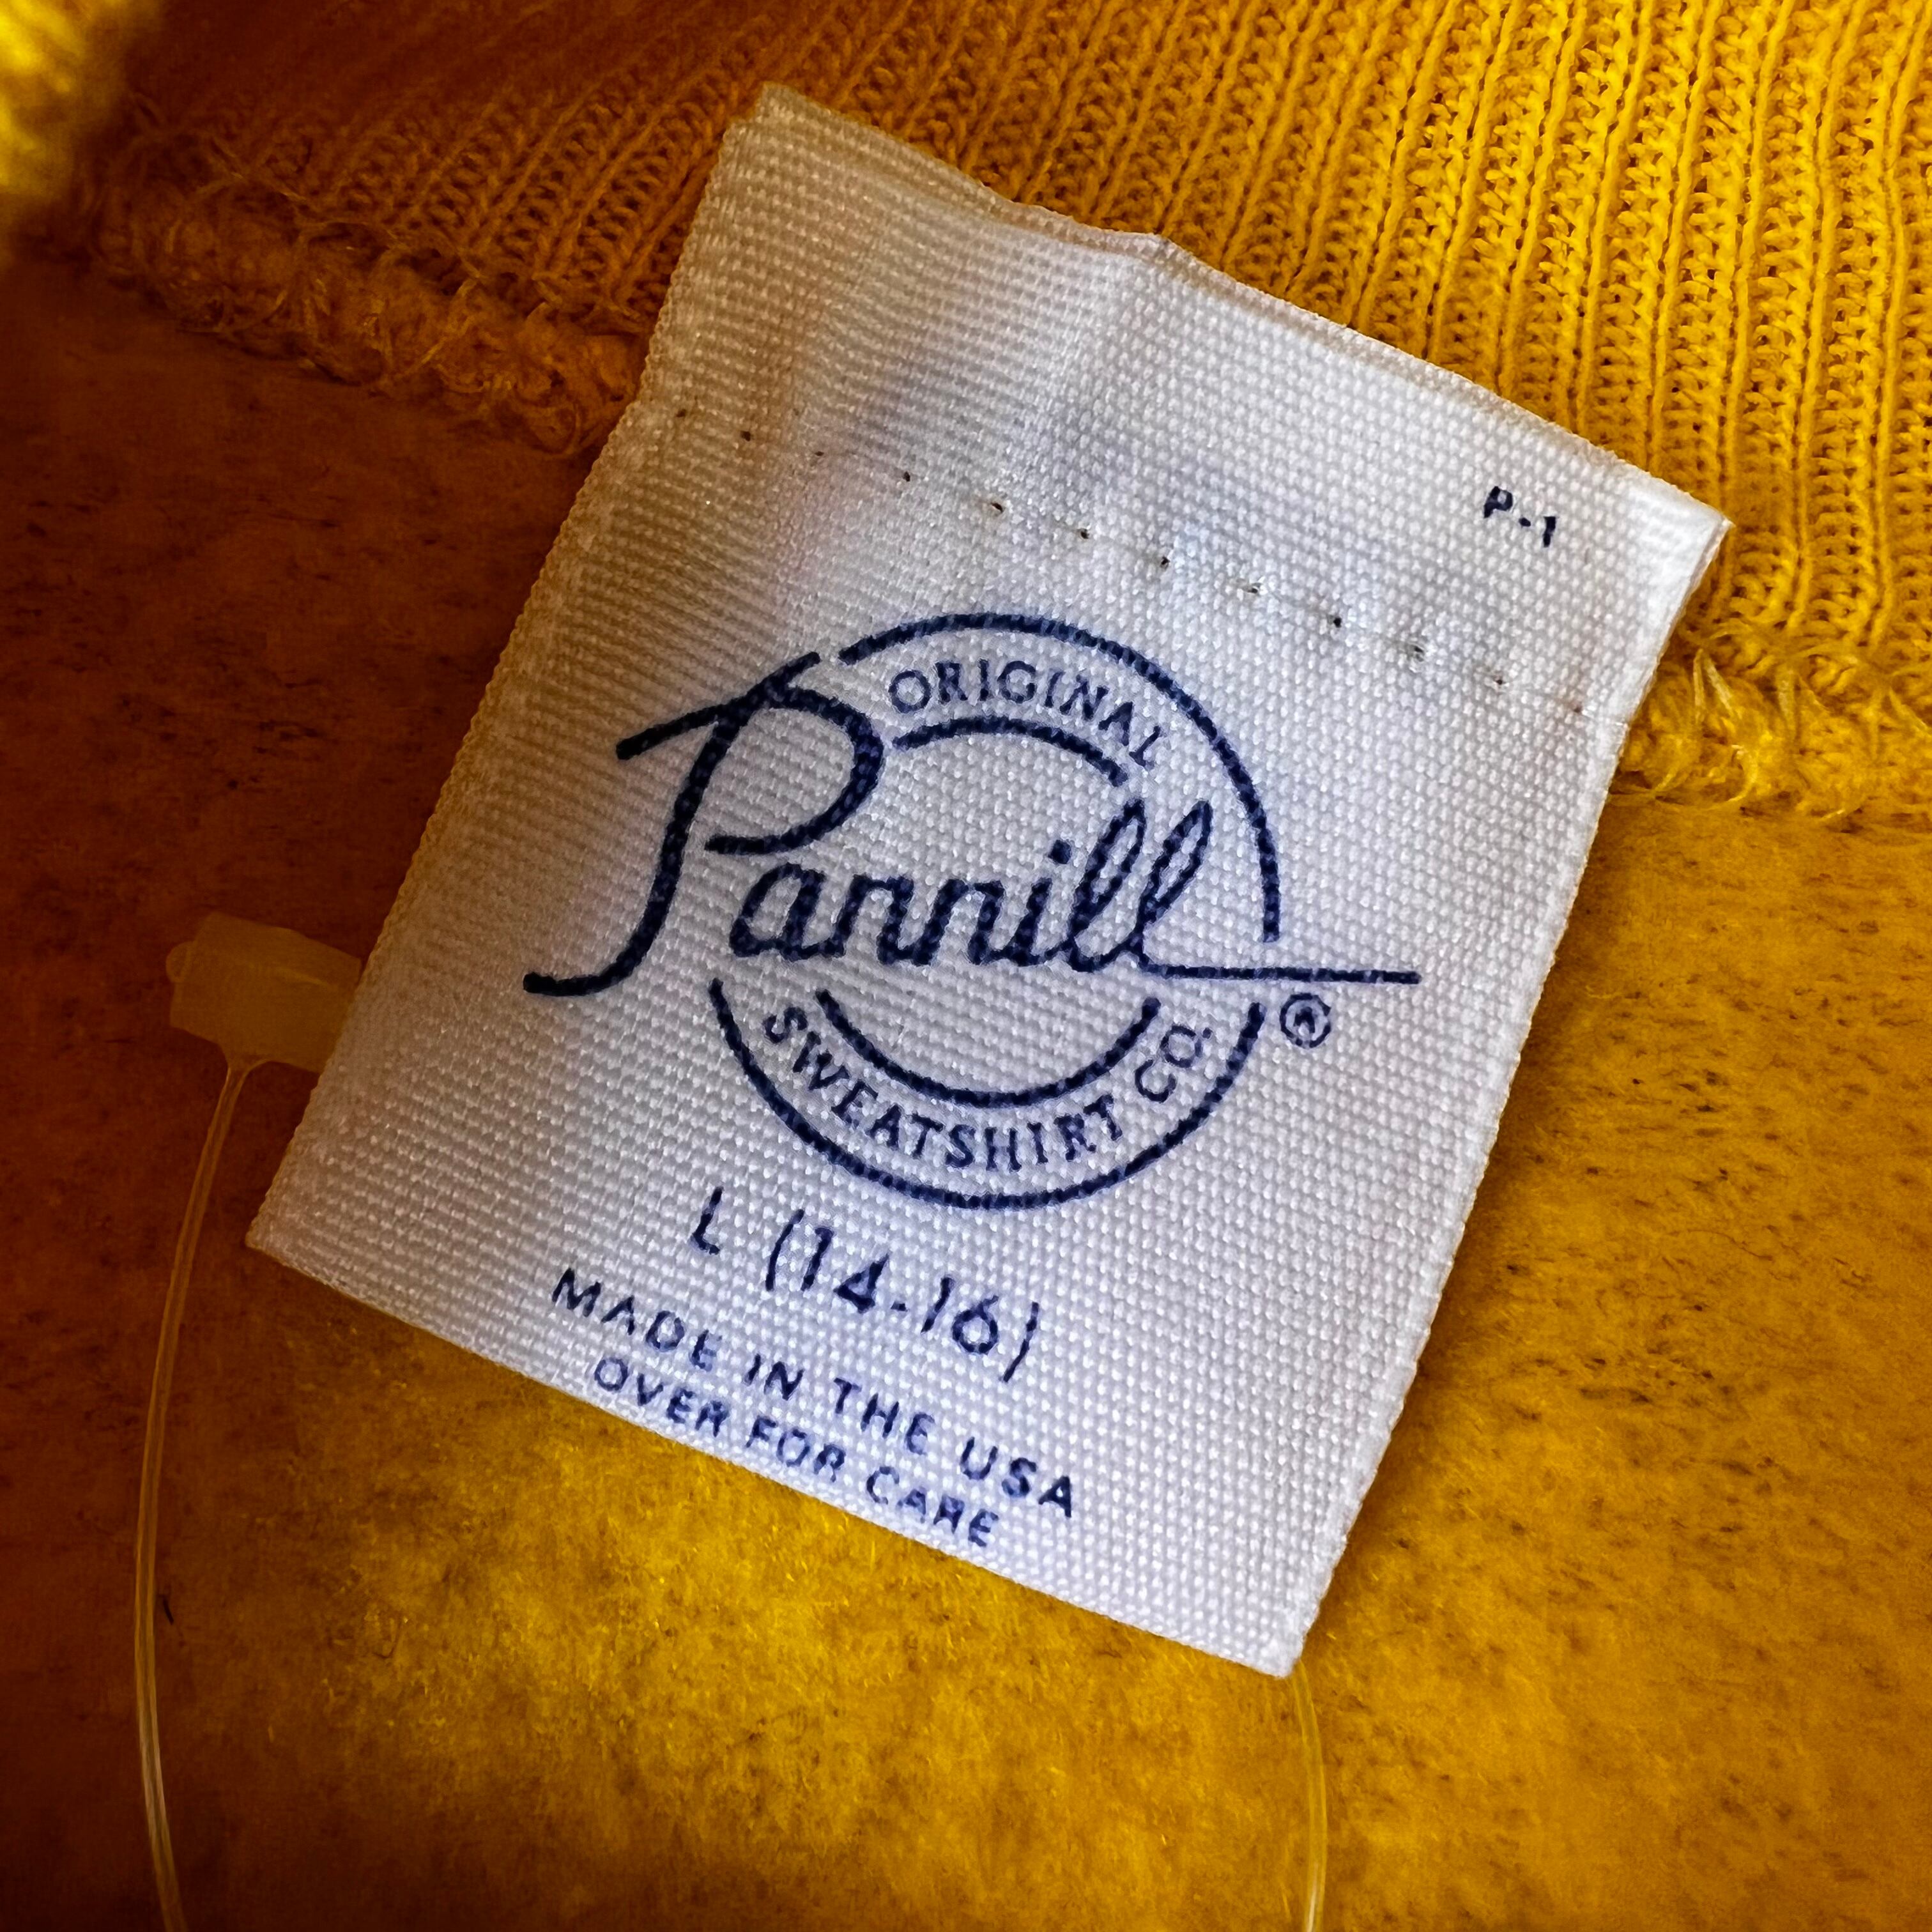 P-1
ORIGINAL
Pannill
®
SWEATSHIRT CO.
L (14-16)
MADE IN THE USA
OVER FOR CARE